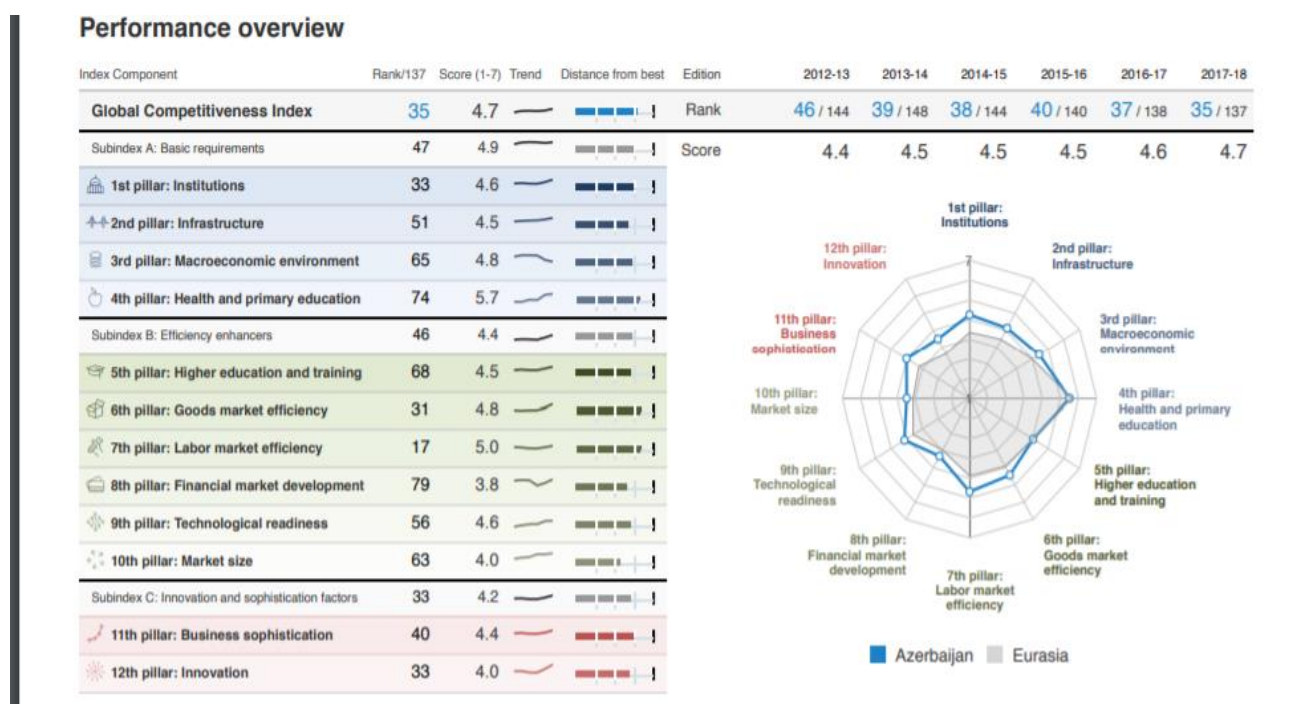 Performance overview
Index Component Rank/137 Score (1-7) Trend Distance from best Edition 2012-13 2013-14 2014-15 2015-16 2016-17 2017-18
Global Competitiveness Index 35 4.7 Rank 46 / 144 39 / 148 38 / 144 40 / 140 37 / 138 35 / 137
Subindex A: Basic requirements 47 4.9 Score 4.4 4.5 4.5 4.5 4.6 4.7
1st pillar: Institutions 33 4.6
2nd pillar: Infrastructure 51 4.5
3rd pillar: Macroeconomic environment 65 4.8
4th pillar: Health and primary education 74 5.7
Subindex B: Efficiency enhancers 46 4.4
5th pillar: Higher education and training 68 4.5
6th pillar: Goods market efficiency 31 4.8
7th pillar: Labor market efficiency 17 5.0
8th pillar: Financial market development 79 3.8
9th pillar: Technological readiness 56 4.6
10th pillar: Market size 63 4.0
Subindex C: Innovation and sophistication factors 33 4.2
11th pillar: Business sophistication 40 4.4
12th pillar: Innovation 33 4.0
1st pillar:
Institutions
2nd pillar:
Infrastructure
3rd pillar:
Macroeconomic
environment
4th pillar:
Health and primary
education
5th pillar:
Higher education
and training
6th pillar:
Goods market
efficiency
7th pillar:
Labor market
efficiency
8th pillar:
Financial market
development
9th pillar:
Technological
readiness
10th pillar:
Market size
11th pillar:
Business
sophistication
12th pillar:
Innovation
7
1
Azerbaijan Eurasia